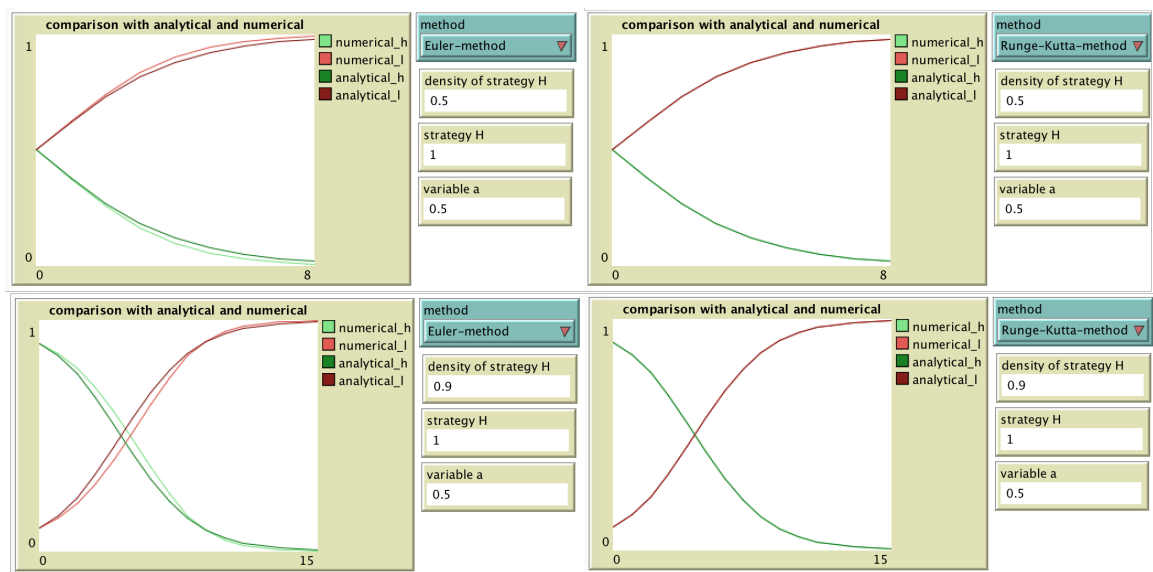 comparison with analytical and numerical
1
0
0
8
numerical_h
numerical_l
analytical_h
analytical_l
method
Euler-method
density of strategy H
0.5
strategy H
1
variable a
0.5
comparison with analytical and numerical
1
0
0
8
numerical_h
numerical_l
analytical_h
analytical_l
method
Runge-Kutta-method
density of strategy H
0.5
strategy H
1
variable a
0.5
comparison with analytical and numerical
1
0
0
15
numerical_h
numerical_l
analytical_h
analytical_l
method
Euler-method
density of strategy H
0.9
strategy H
1
variable a
0.5
comparison with analytical and numerical
1
0
0
15
numerical_h
numerical_l
analytical_h
analytical_l
method
Runge-Kutta-method
density of strategy H
0.9
strategy H
1
variable a
0.5